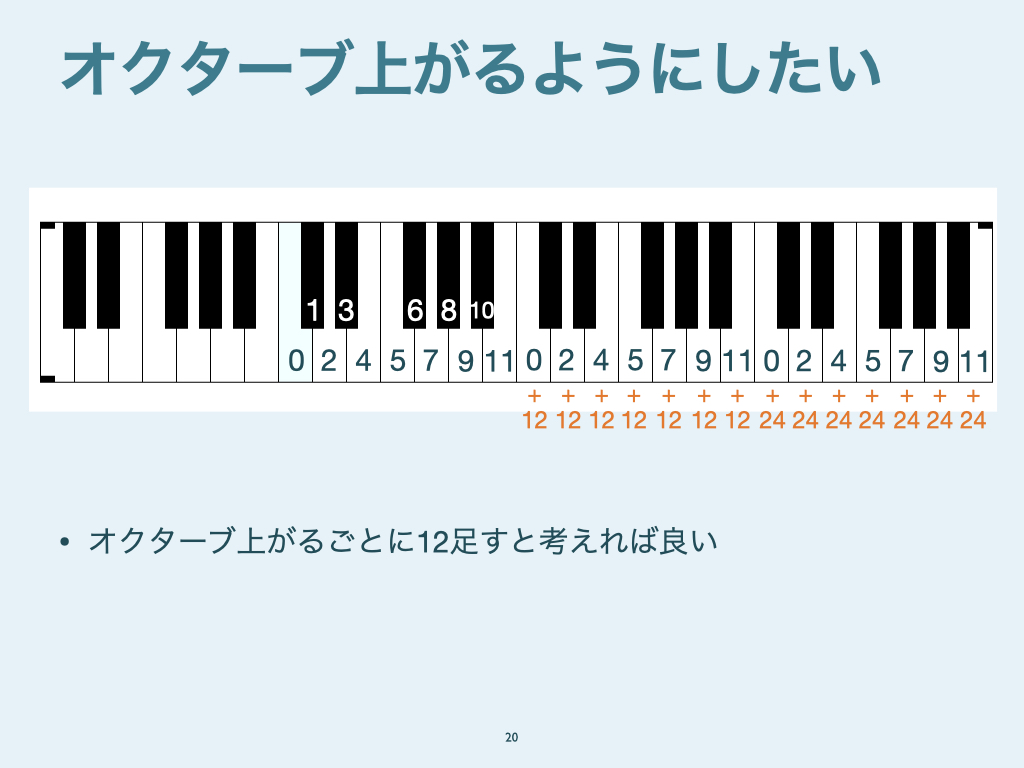 オクターブ上がるようにしたい
1 3 6 8 10
0 2 4 5 7 9 11 0 2 4 5 7 9 11 0 2 4 5 7 9 11
+ + + + + + + + + + + + + +
12 12 12 12 12 12 12 24 24 24 24 24 24 24
• オクターブ上がるごとに12足すと考えれば良い
20